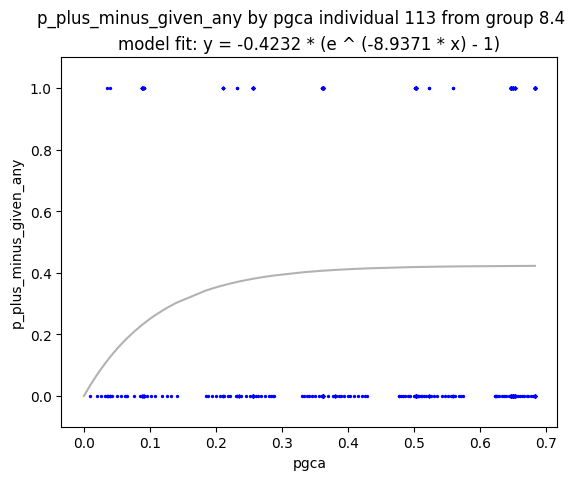 p_plus_minus_given_any by pgca individual 113 from group 8.4
model fit: y = -0.4232 * (e ^ (-8.9371 * x) - 1)
1.0
0.8
0.6
0.4
0.2
0.0
p_plus_minus_given_any
0.0 0.1 0.2 0.3 0.4 0.5 0.6 0.7
pgca